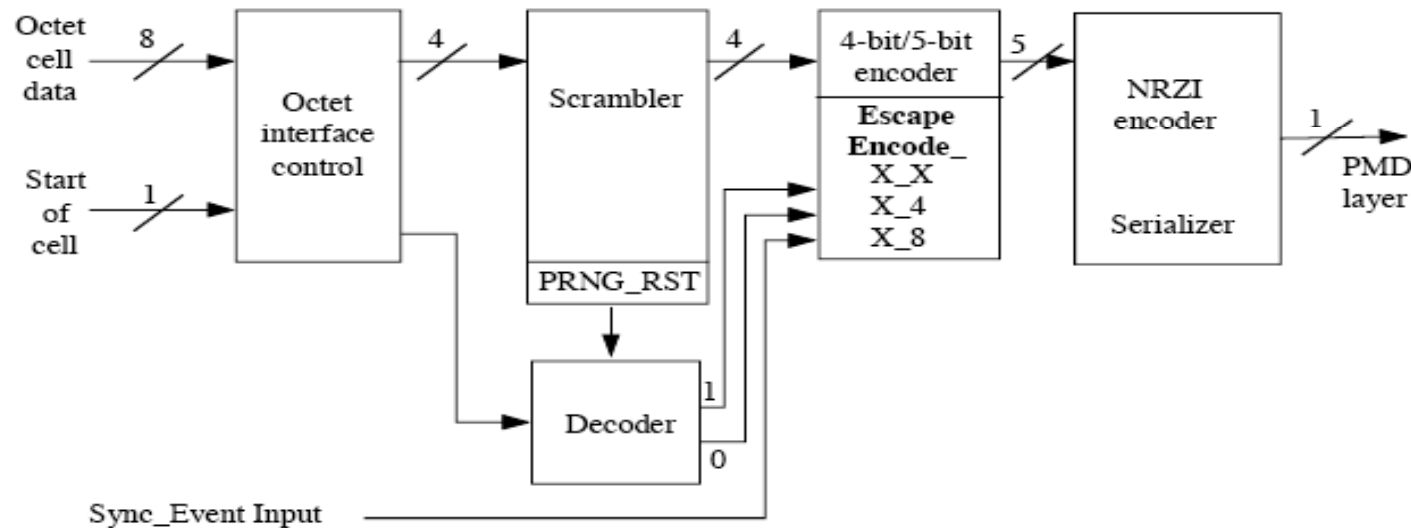 Octet
cell
data
8
Start
of
cell
1
Octet
interface
control
4
Scrambler
PRNG_RST
4
Decoder
1
0
4-bit/5-bit
encoder
Escape
Encode_
X_X
X_4
X_8
5
NRZI
encoder
Serializer
1
PMD
layer
Sync_Event Input